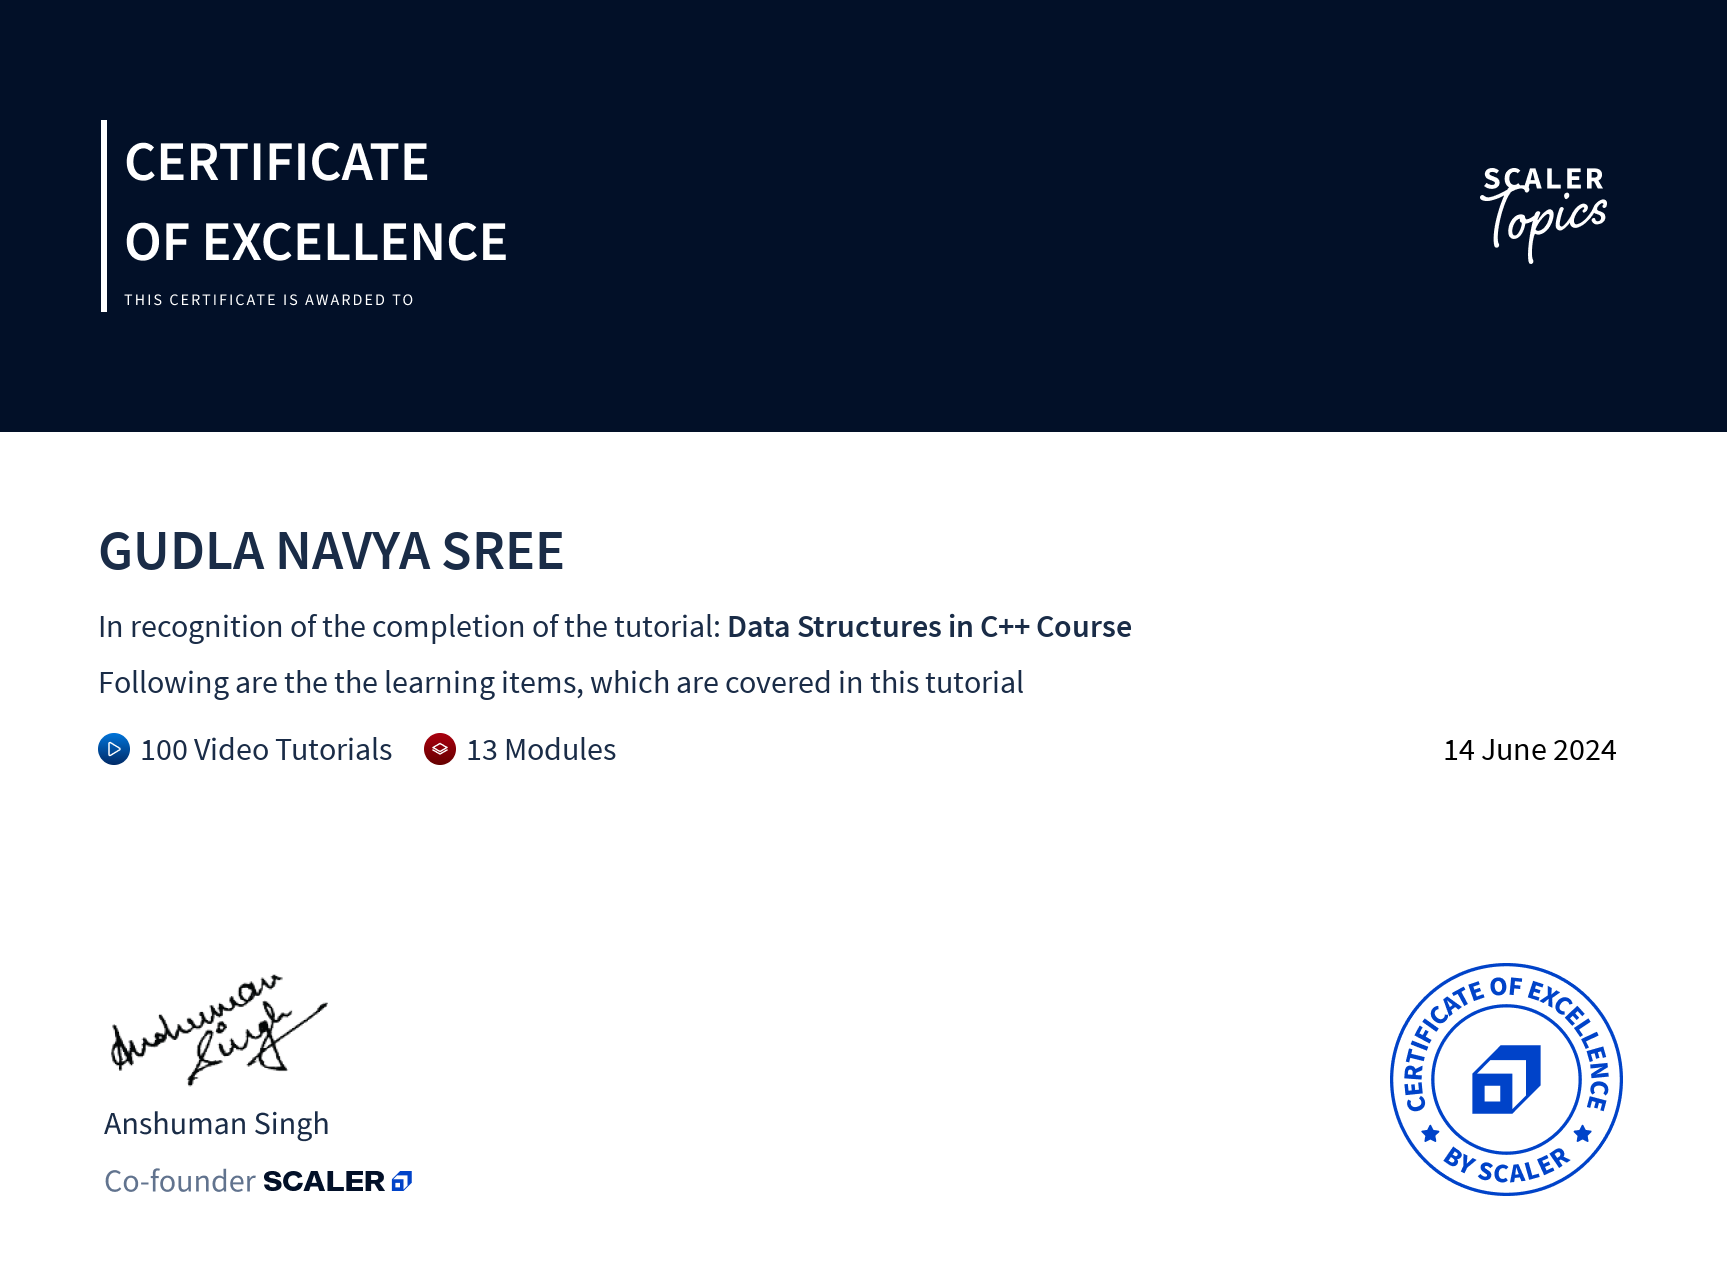 CERTIFICATE
OF EXCELLENCE
THIS CERTIFICATE IS AWARDED TO
SCALER
Topics
GUDLA NAVYA SREE
In recognition of the completion of the tutorial: Data Structures in C++ Course
Following are the the learning items, which are covered in this tutorial
100 Video Tutorials 13 Modules 14 June 2024
Anshuman
Singh
Anshuman Singh
Co-founder SCALER
CERTIFICATE OF EXCELLENCE
BY SCALER